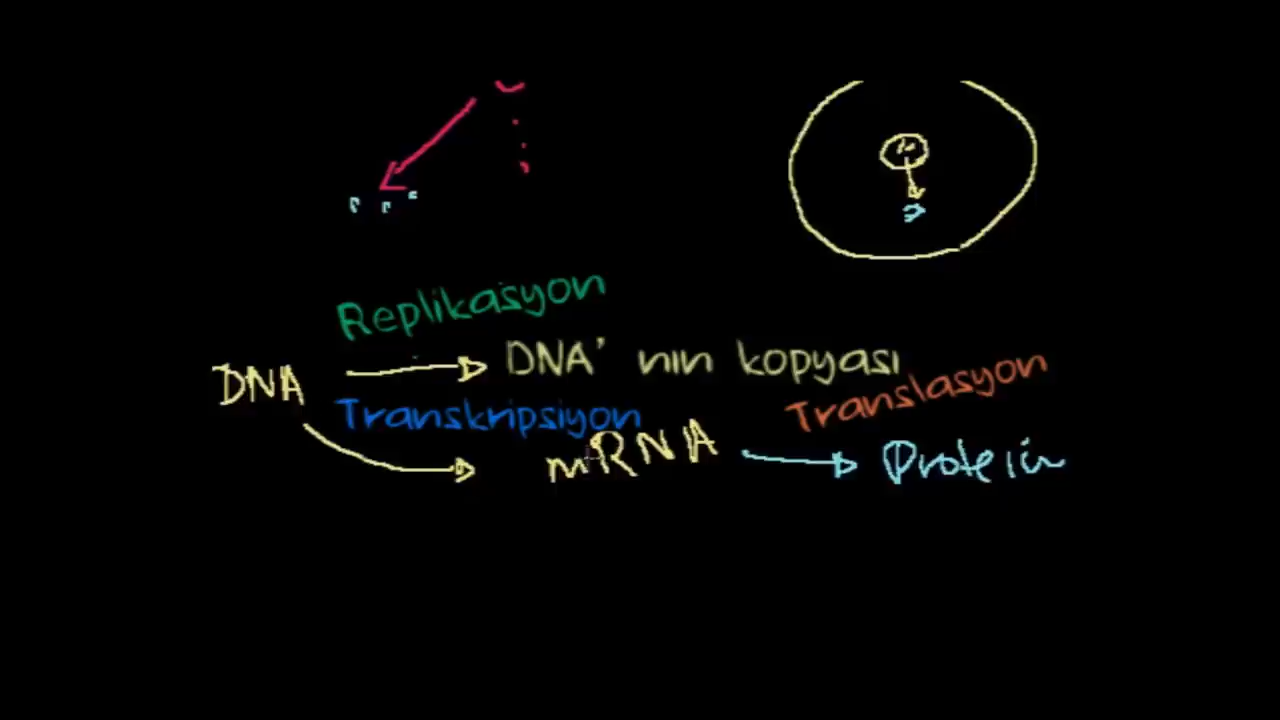 Replikasyon
DNA DNA' nın kopyası
Transkripsiyon Translasyon
mRNA Protein